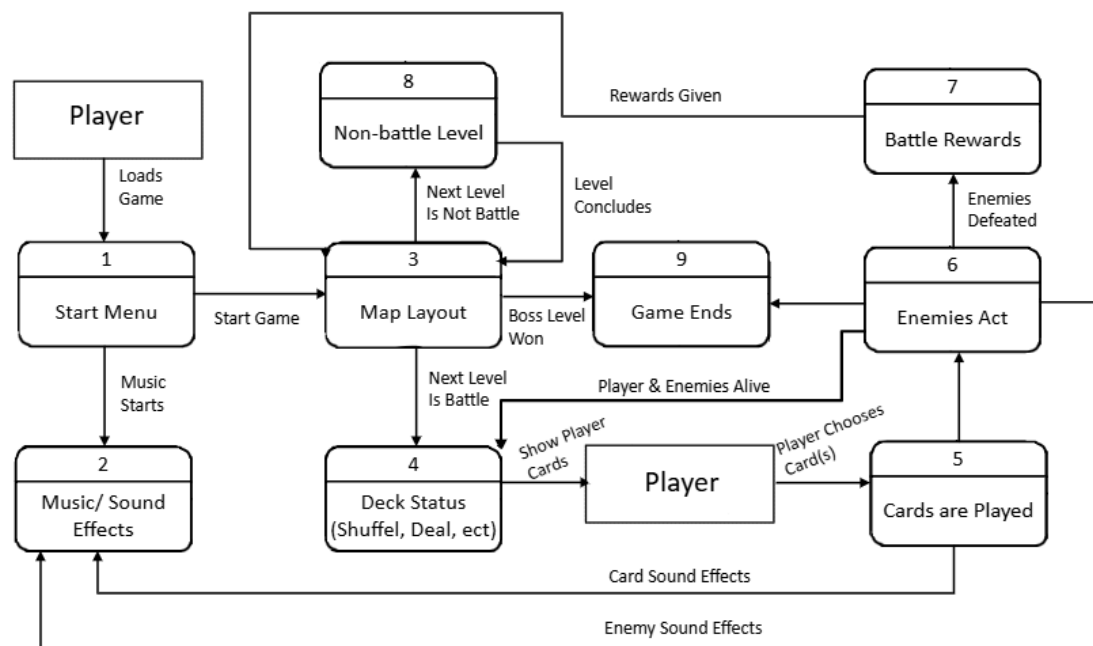 Player
Loads
Game
1
Start Menu
Music
Starts
2
Music/ Sound
Effects
Start Game
8
Non-battle Level
Next Level
Is Not Battle
Level
Concludes
3
Map Layout
Boss Level
Won
9
Game Ends
Next Level
Is Battle
4
Deck Status
(Shuffel, Deal, ect)
Show Player
Cards
Player
Player Chooses
Card(s)
5
Cards are Played
6
Enemies Act
Player & Enemies Alive
Enemies
Defeated
7
Battle Rewards
Rewards Given
Card Sound Effects
Enemy Sound Effects